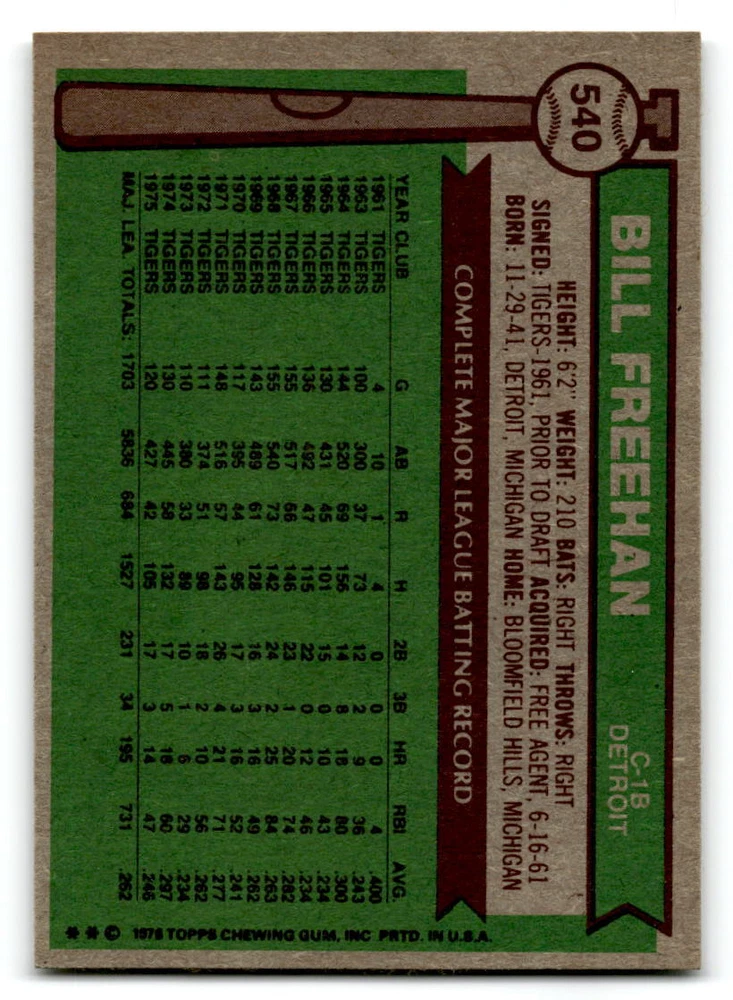 540
BILL FREEHAN
C-1B
DETROIT
HEIGHT: 6'2" WEIGHT: 210 BATS: RIGHT THROWS: RIGHT
SIGNED: TIGERS-1961, PRIOR TO DRAFT ACQUIRED: FREE AGENT, 6-16-61
BORN: 11-29-41, DETROIT, MICHIGAN HOME: BLOOMFIELD HILLS, MICHIGAN
COMPLETE MAJOR LEAGUE BATTING RECORD
YEAR CLUB G AB R H 2B 3B HR RBI AVG.
1961 TIGERS 4 10 1 4 0 0 0 4 .400
1963 TIGERS 100 300 37 73 12 2 9 36 .243
1964 TIGERS 144 520 69 156 14 8 18 80 .300
1965 TIGERS 130 431 45 101 15 0 10 43 .234
1966 TIGERS 136 492 47 115 22 0 12 46 .234
1967 TIGERS 155 517 66 146 23 1 20 74 .282
1968 TIGERS 155 540 73 142 24 2 25 84 .263
1969 TIGERS 143 489 61 128 16 3 16 49 .262
1970 TIGERS 117 395 44 95 17 3 16 52 .241
1971 TIGERS 148 516 57 143 26 4 21 71 .277
1972 TIGERS 111 374 51 98 18 2 10 56 .262
1973 TIGERS 110 380 33 89 10 1 6 29 .234
1974 TIGERS 130 445 58 132 17 5 18 60 .297
1975 TIGERS 120 427 42 105 17 3 14 47 .246
MAJ. LEA. TOTALS: 1703 5836 684 1527 231 34 195 731 .262
* * © 1976 TOPPS CHEWING GUM, INC PRTD. IN U.S.A.